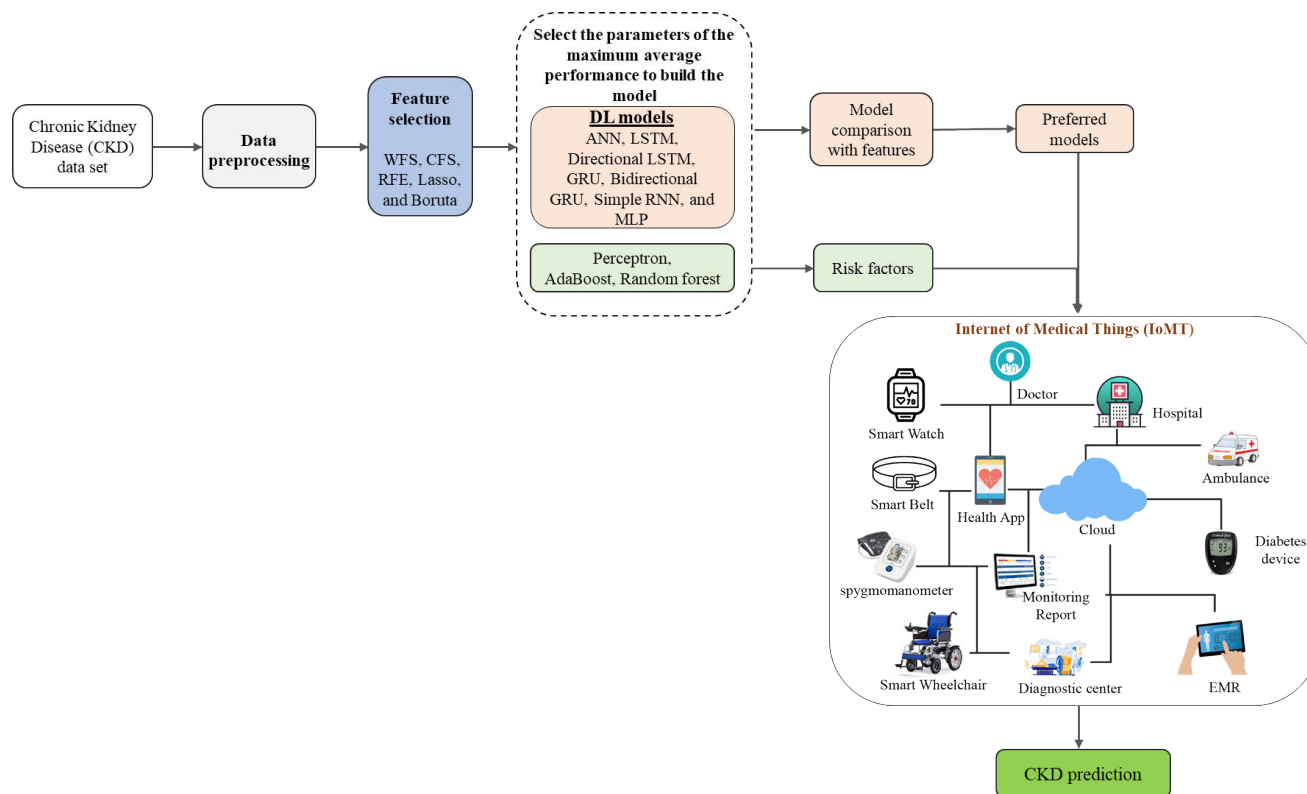 Chronic Kidney
Disease (CKD)
data set
Data
preprocessing
Feature
selection
WFS, CFS,
RFE, Lasso,
and Boruta
Select the parameters of the
maximum average
performance to build the
model
DL models
ANN, LSTM,
Directional LSTM,
GRU, Bidirectional
GRU, Simple RNN, and
MLP
Perceptron,
AdaBoost, Random forest
Model
comparison
with features
Preferred
models
Risk factors
Internet of Medical Things (IoMT)
Doctor
70
Smart Watch
Hospital
Ambulance
Smart Belt
Health App
Cloud
Diabetes
device
93
spygmomanometer
Monitoring
Report
Smart Wheelchair
Diagnostic center
EMR
CKD prediction